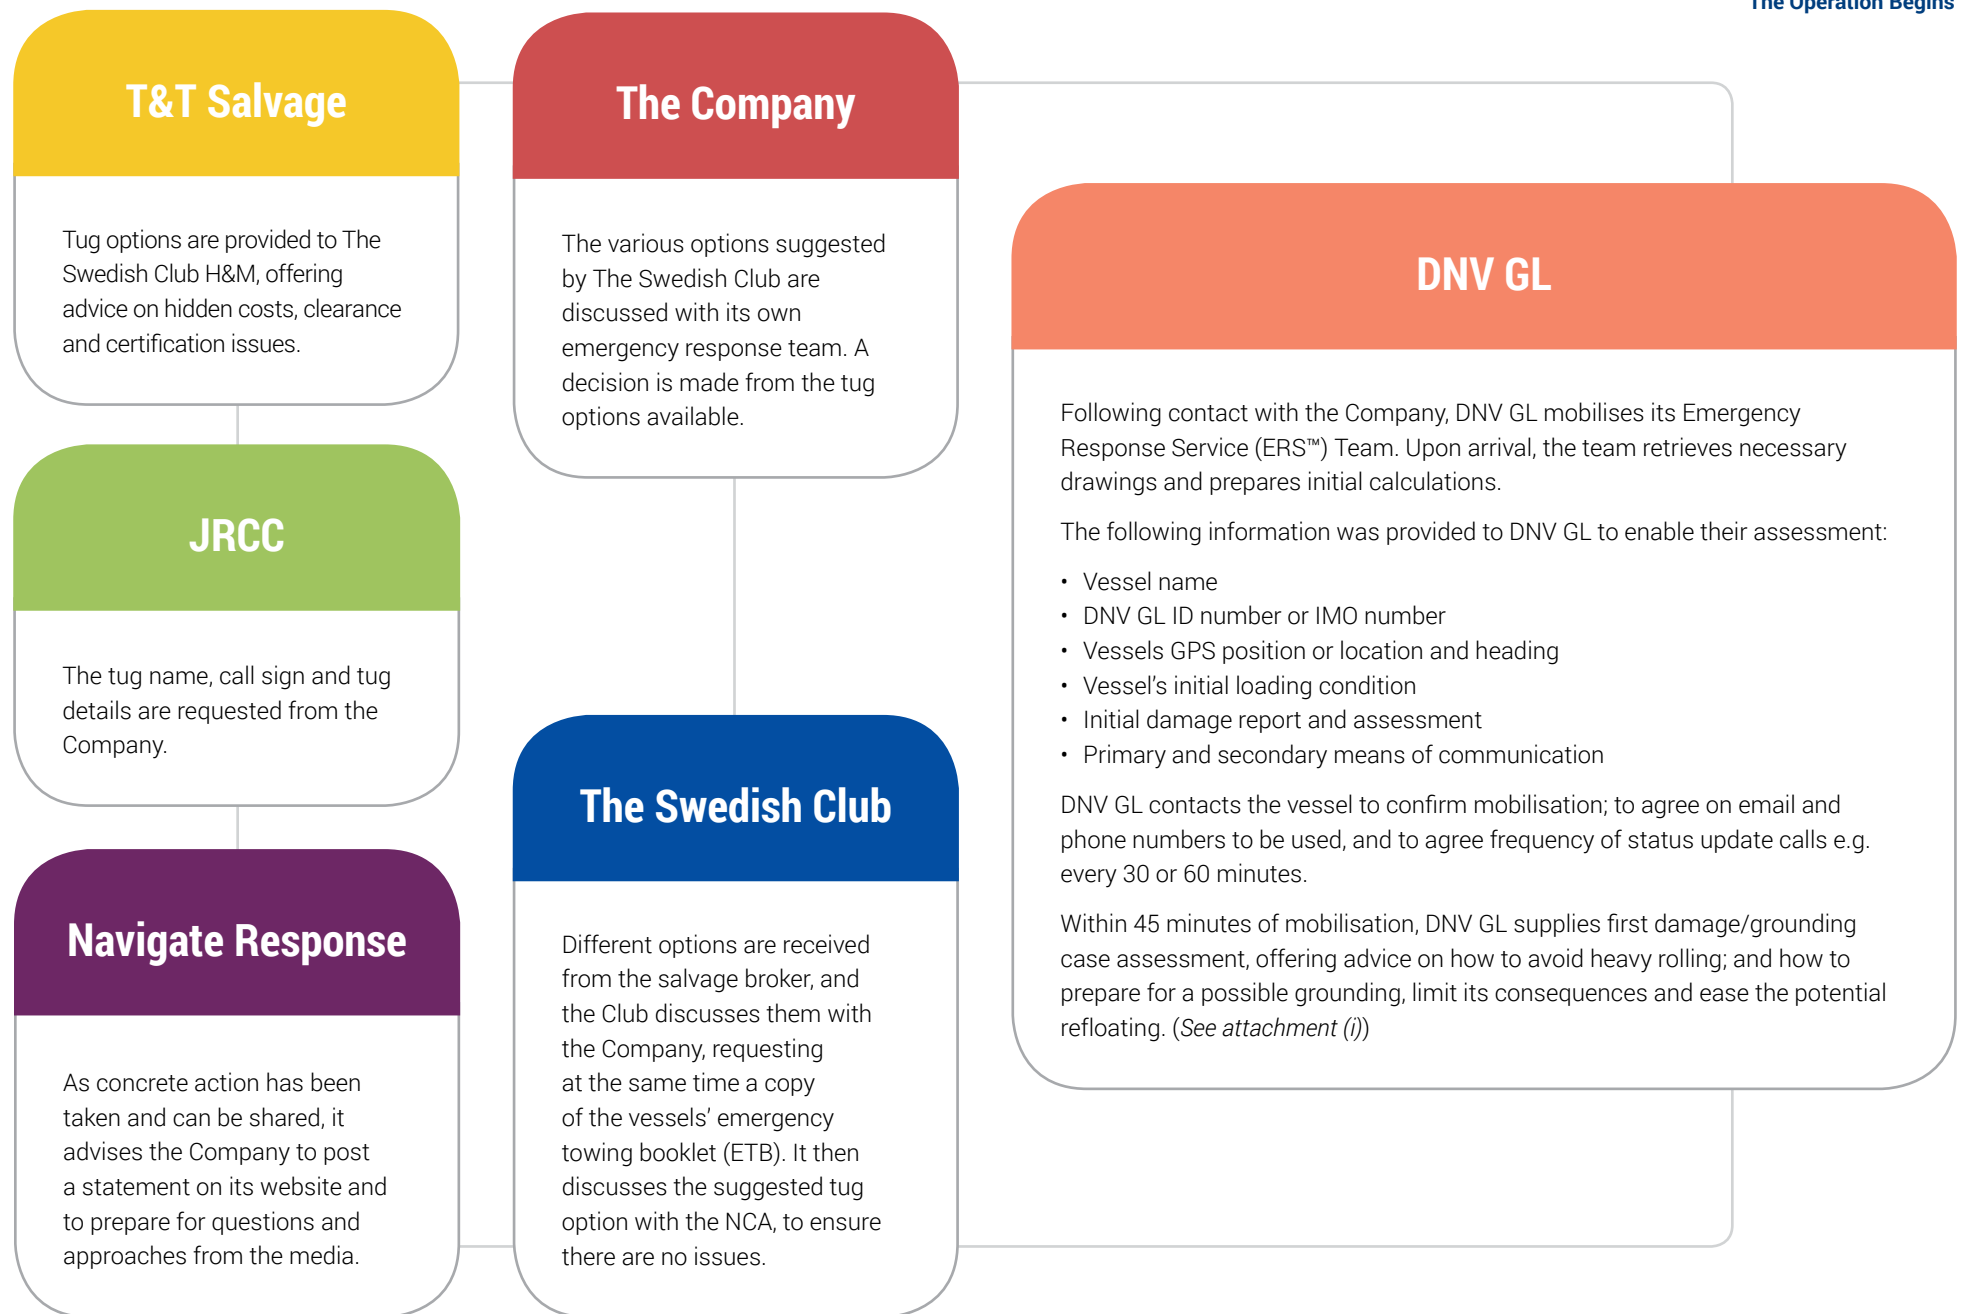 The Operation Begins
T&T Salvage
Tug options are provided to The
Swedish Club H&M, offering
advice on hidden costs, clearance
and certification issues.
JRCC
The tug name, call sign and tug
details are requested from the
Company.
Navigate Response
As concrete action has been
taken and can be shared, it
advises the Company to post
a statement on its website and
to prepare for questions and
approaches from the media.
The Company
The various options suggested
by The Swedish Club are
discussed with its own
emergency response team. A
decision is made from the tug
options available.
The Swedish Club
Different options are received
from the salvage broker, and
the Club discusses them with
the Company, requesting
at the same time a copy
of the vessels' emergency
towing booklet (ETB). It then
discusses the suggested tug
option with the NCA, to ensure
there are no issues.
DNV GL
Following contact with the Company, DNV GL mobilises its Emergency
Response Service (ERS™) Team. Upon arrival, the team retrieves necessary
drawings and prepares initial calculations.
The following information was provided to DNV GL to enable their assessment:
• Vessel name
• DNV GL ID number or IMO number
• Vessels GPS position or location and heading
• Vessel's initial loading condition
• Initial damage report and assessment
• Primary and secondary means of communication
DNV GL contacts the vessel to confirm mobilisation; to agree on email and
phone numbers to be used, and to agree frequency of status update calls e.g.
every 30 or 60 minutes.
Within 45 minutes of mobilisation, DNV GL supplies first damage/grounding
case assessment, offering advice on how to avoid heavy rolling; and how to
prepare for a possible grounding, limit its consequences and ease the potential
refloating. (See attachment (i))